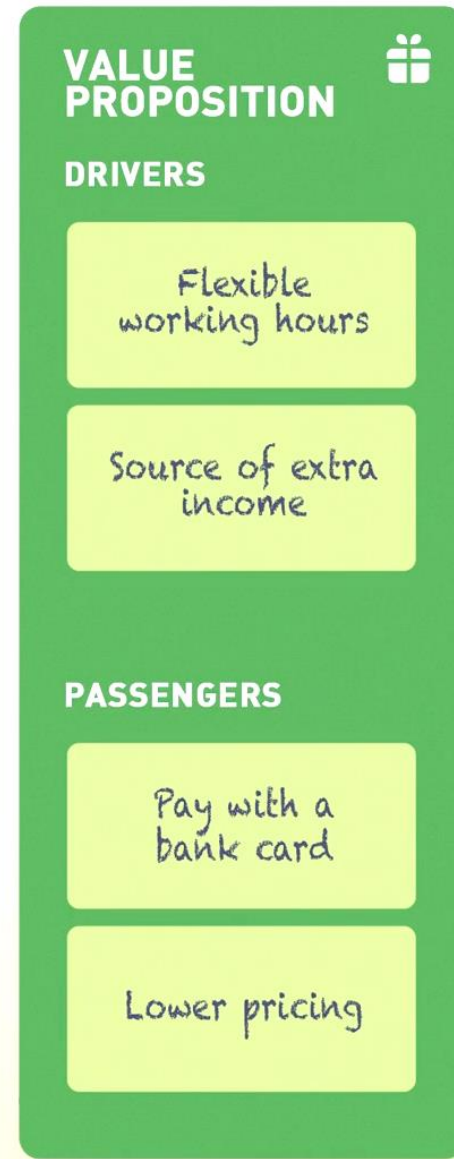 VALUE
PROPOSITION
DRIVERS
Flexible
working hours
Source of extra
income
PASSENGERS
Pay with a
bank card
Lower pricing